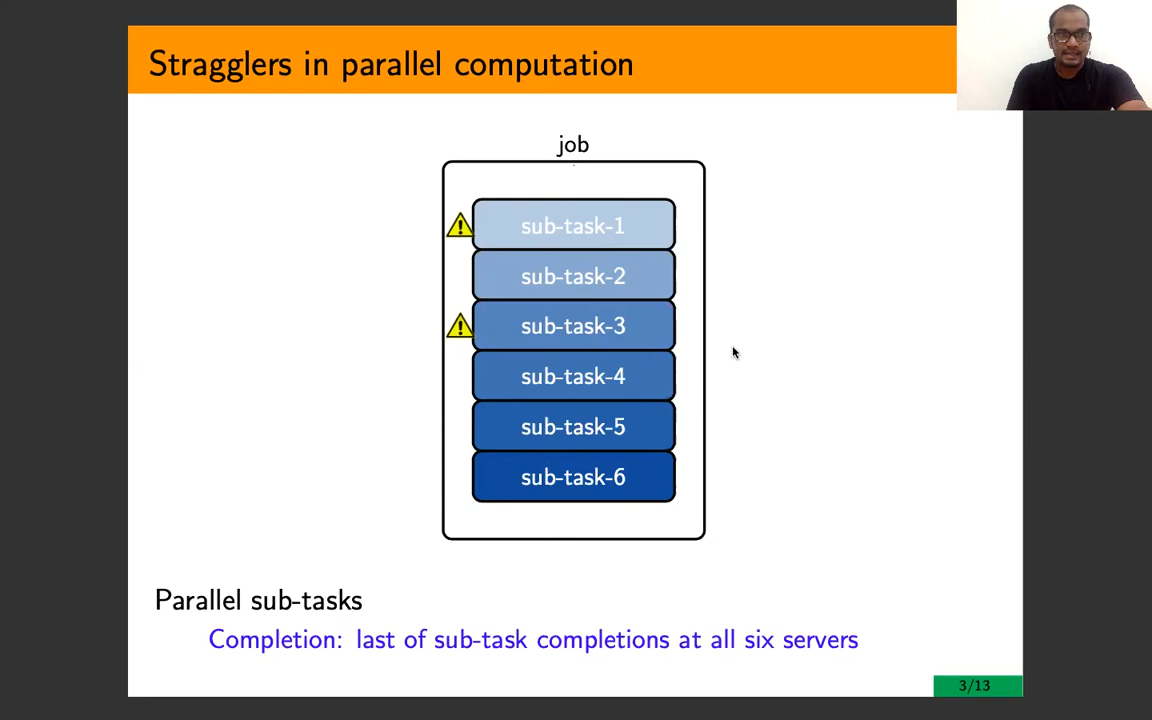 Stragglers in parallel computation
job
sub-task-1
sub-task-2
sub-task-3
sub-task-4
sub-task-5
sub-task-6
Parallel sub-tasks
Completion: last of sub-task completions at all six servers
3/13